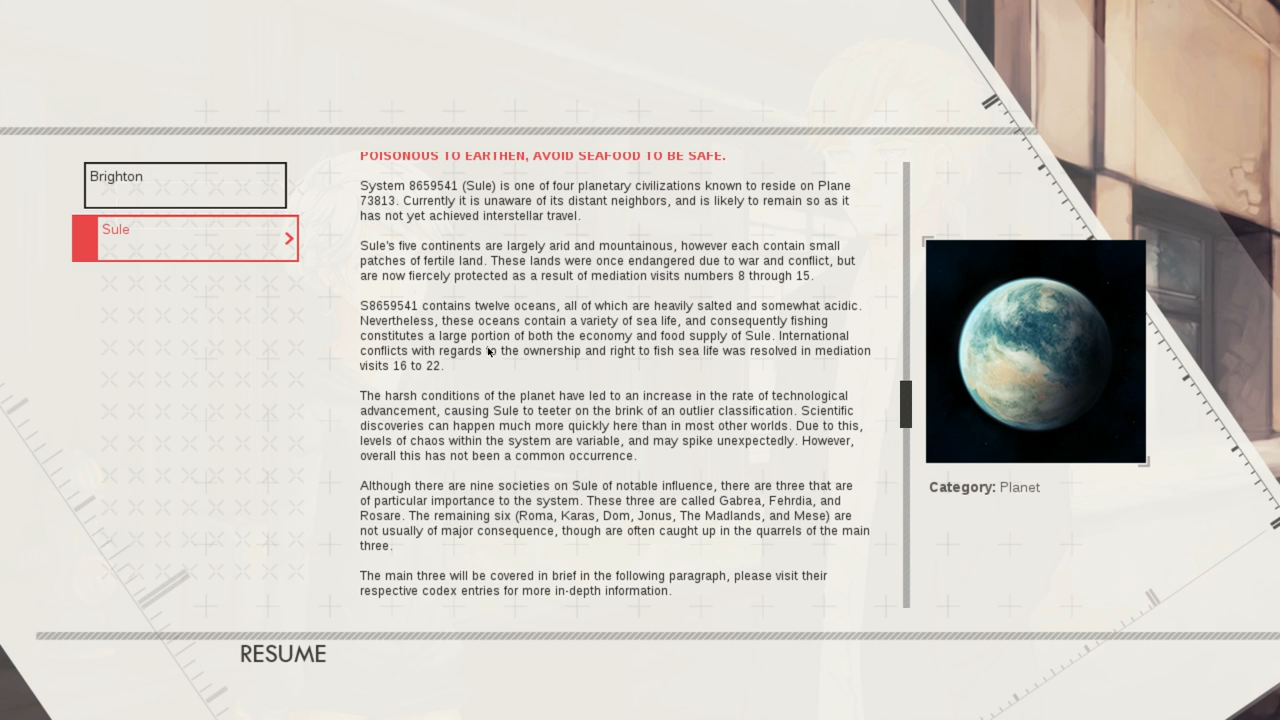 POISONOUS TO EARTHEN, AVOID SEAFOOD TO BE SAFE.
Brighton
Sule
System 8659541 (Sule) is one of four planetary civilizations known to reside on Plane
73813. Currently it is unaware of its distant neighbors, and is likely to remain so as it
has not yet achieved interstellar travel.
Sule's five continents are largely arid and mountainous, however each contain small
patches of fertile land. These lands were once endangered due to war and conflict, but
are now fiercely protected as a result of mediation visits numbers 8 through 15.
S8659541 contains twelve oceans, all of which are heavily salted and somewhat acidic.
Nevertheless, these oceans contain a variety of sea life, and consequently fishing
constitutes a large portion of both the economy and food supply of Sule. International
conflicts with regards to the ownership and right to fish sea life was resolved in mediation
visits 16 to 22.
The harsh conditions of the planet have led to an increase in the rate of technological
advancement, causing Sule to teeter on the brink of an outlier classification. Scientific
discoveries can happen much more quickly here than in most other worlds. Due to this,
levels of chaos within the system are variable, and may spike unexpectedly. However,
overall this has not been a common occurrence.
Although there are nine societies on Sule of notable influence, there are three that are
of particular importance to the system. These three are called Gabrea, Fehrdia, and
Rosare. The remaining six (Roma, Karas, Dom, Jonus, The Madlands, and Mese) are
not usually of major consequence, though are often caught up in the quarrels of the main
three.
The main three will be covered in brief in the following paragraph, please visit their
respective codex entries for more in-depth information.
Category: Planet
RESUME